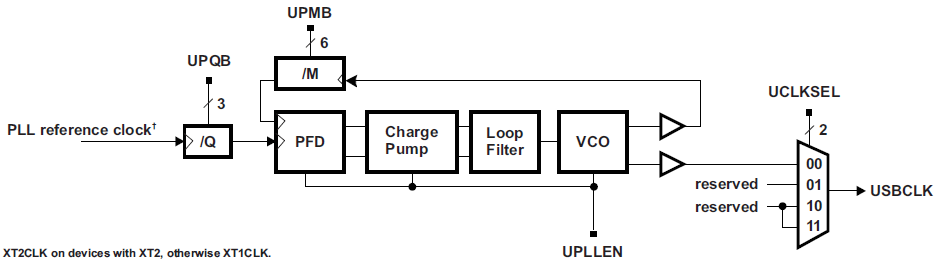 UPMB
6
UPQB
/M
UCLKSEL
3
2
PLL reference clock†
/Q
PFD
Charge
Pump
Loop
Filter
VCO
00
reserved
01
USBCLK
reserved
10
11
UPLLEN
XT2CLK on devices with XT2, otherwise XT1CLK.